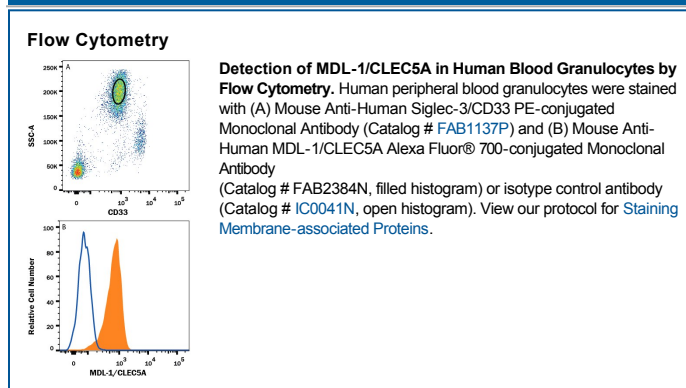 Flow Cytometry
250K
A
200K
150K
100K
50K
0
SSC-A
0 10³ 10⁴ 10⁵
CD33
100
B
80
60
40
20
0
Relative Cell Number
0 10³ 10⁴ 10⁵
MDL-1/CLEC5A
Detection of MDL-1/CLEC5A in Human Blood Granulocytes by
Flow Cytometry. Human peripheral blood granulocytes were stained
with (A) Mouse Anti-Human Siglec-3/CD33 PE-conjugated
Monoclonal Antibody (Catalog # FAB1137P) and (B) Mouse Anti-
Human MDL-1/CLEC5A Alexa Fluor® 700-conjugated Monoclonal
Antibody
(Catalog # FAB2384N, filled histogram) or isotype control antibody
(Catalog # IC0041N, open histogram). View our protocol for Staining
Membrane-associated Proteins.